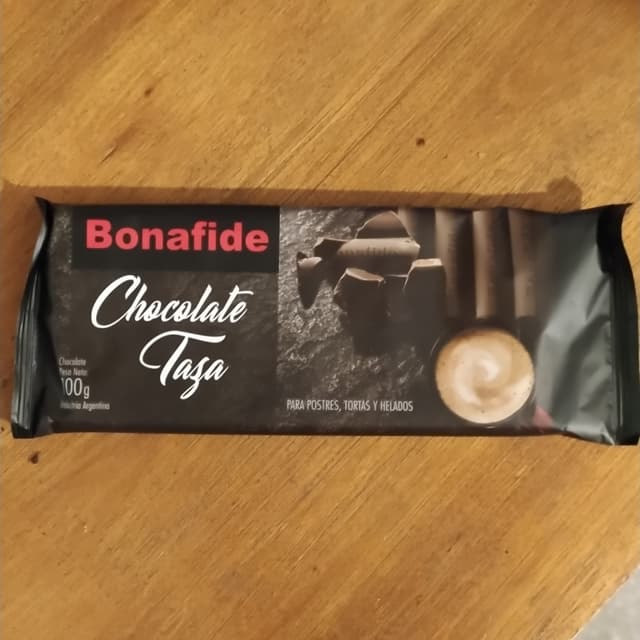 Bonafide
Chocolate
Taza
Chocolate
Peso Neto:
100g
Industria Argentina
PARA POSTRES, TORTAS Y HELADOS